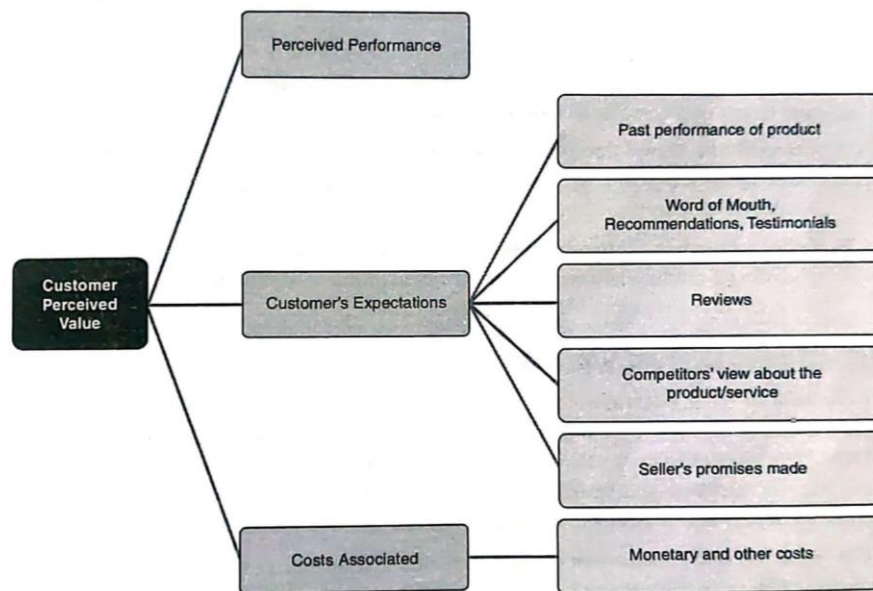 Perceived Performance
Past performance of product
Word of Mouth,
Recommendations, Testimonials
Customer
Perceived
Value
Customer's Expectations
Reviews
Competitors' view about the
product/service
Seller's promises made
Costs Associated
Monetary and other costs